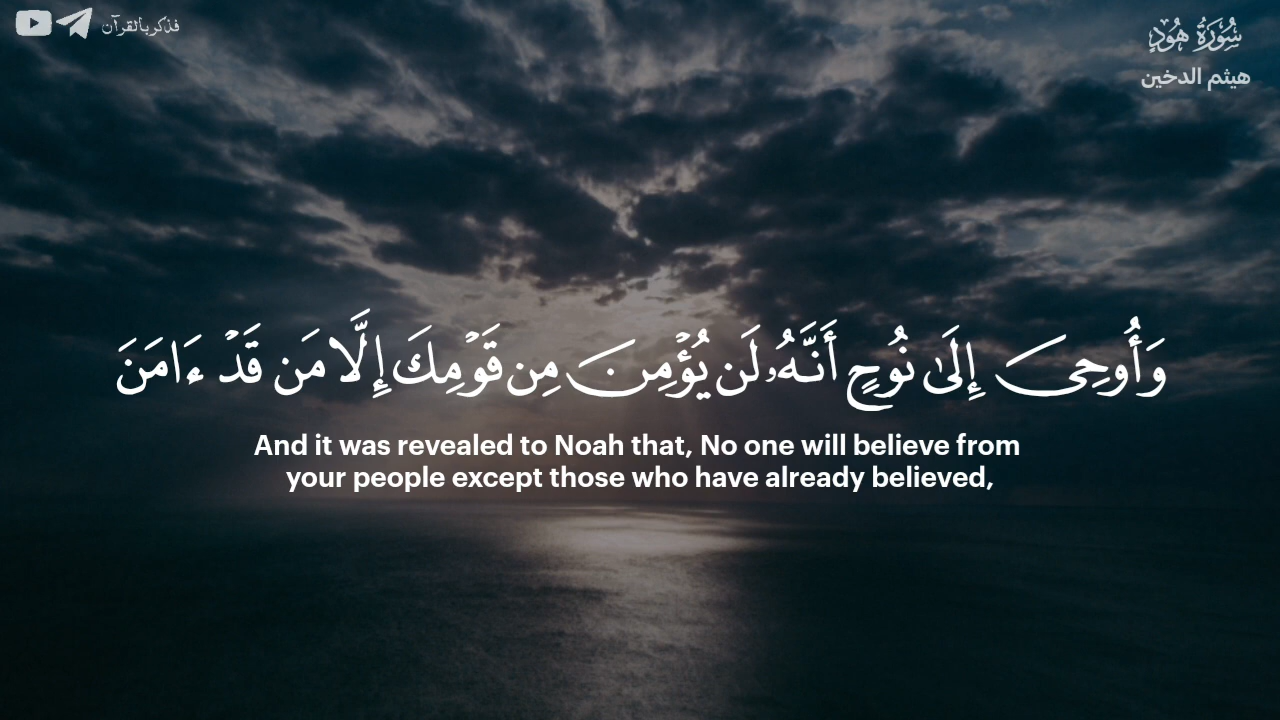 فذكر بالقرآن
سُورَةُ هُودٍ
هيثم الدخين
وَأُوحِىَ إِلَىٰ نُوحٍ أَنَّهُۥ لَن يُؤۡمِنَ مِن قَوۡمِكَ إِلَّا مَن قَدۡ ءَامَنَ
And it was revealed to Noah that, No one will believe from
your people except those who have already believed,